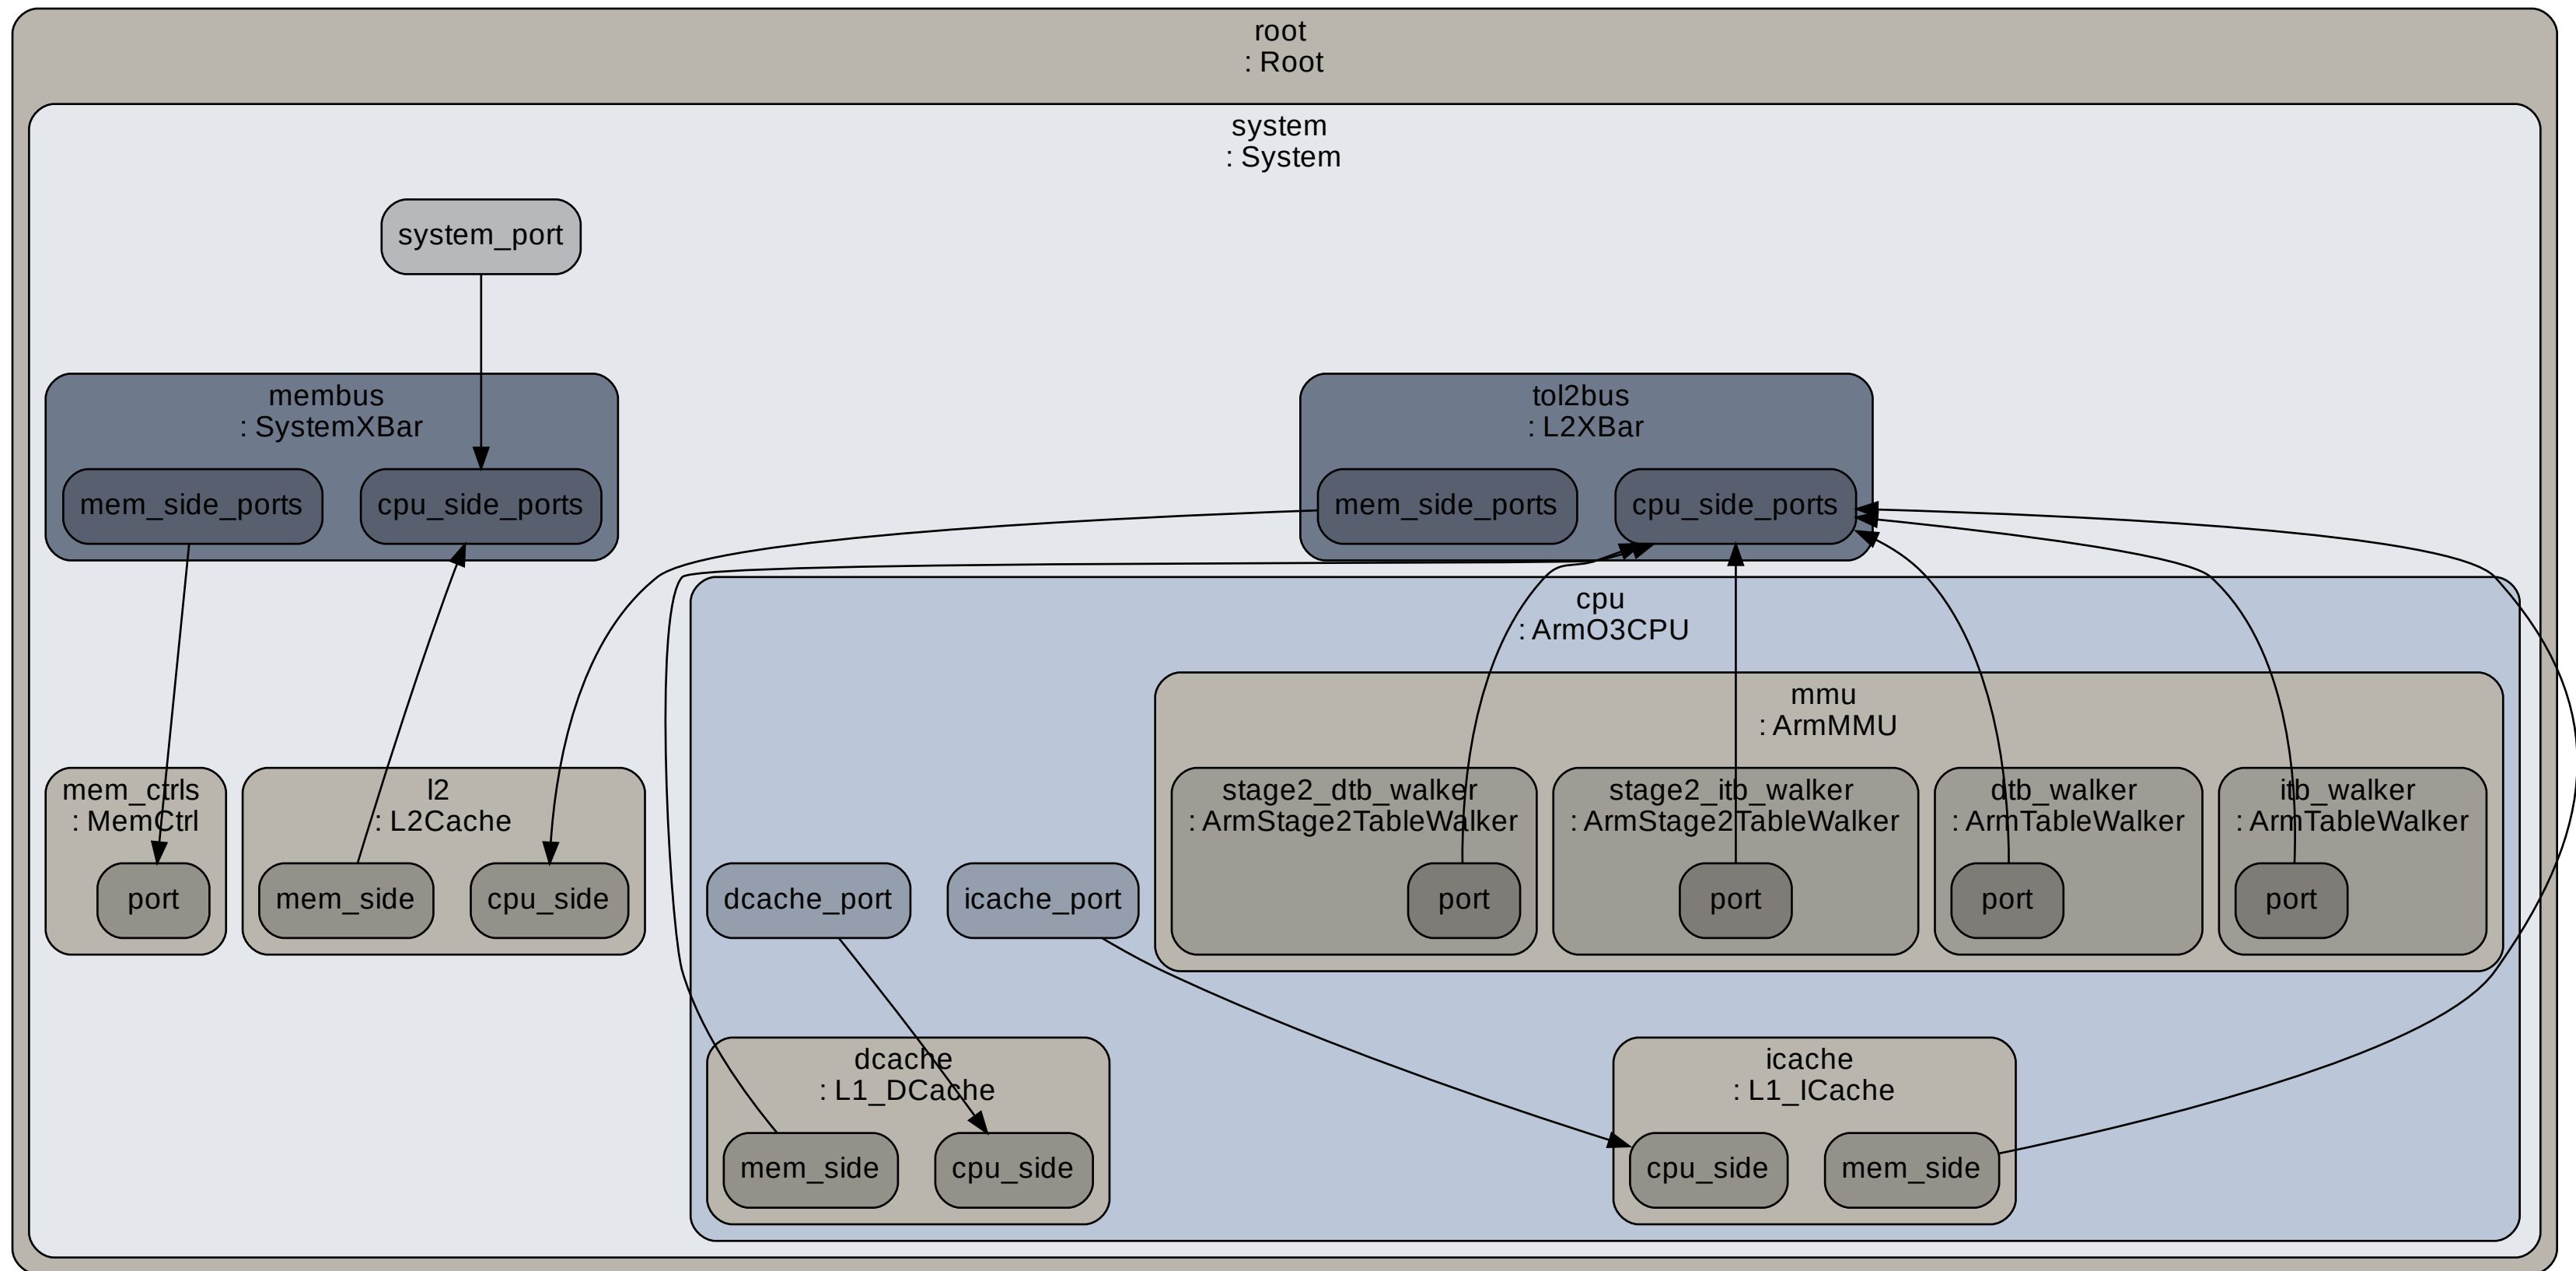 root
: Root
system
: System
system_port
membus
: SystemXBar
mem_side_ports
cpu_side_ports
tol2bus
: L2XBar
mem_side_ports
cpu_side_ports
cpu
: ArmO3CPU
mmu
: ArmMMU
mem_ctrls
: MemCtrl
port
l2
: L2Cache
mem_side
cpu_side
dcache_port
icache_port
stage2_dtb_walker
: ArmStage2TableWalker
port
stage2_itb_walker
: ArmStage2TableWalker
port
dtb_walker
: ArmTableWalker
port
itb_walker
: ArmTableWalker
port
dcache
: L1_DCache
mem_side
cpu_side
icache
: L1_ICache
cpu_side
mem_side